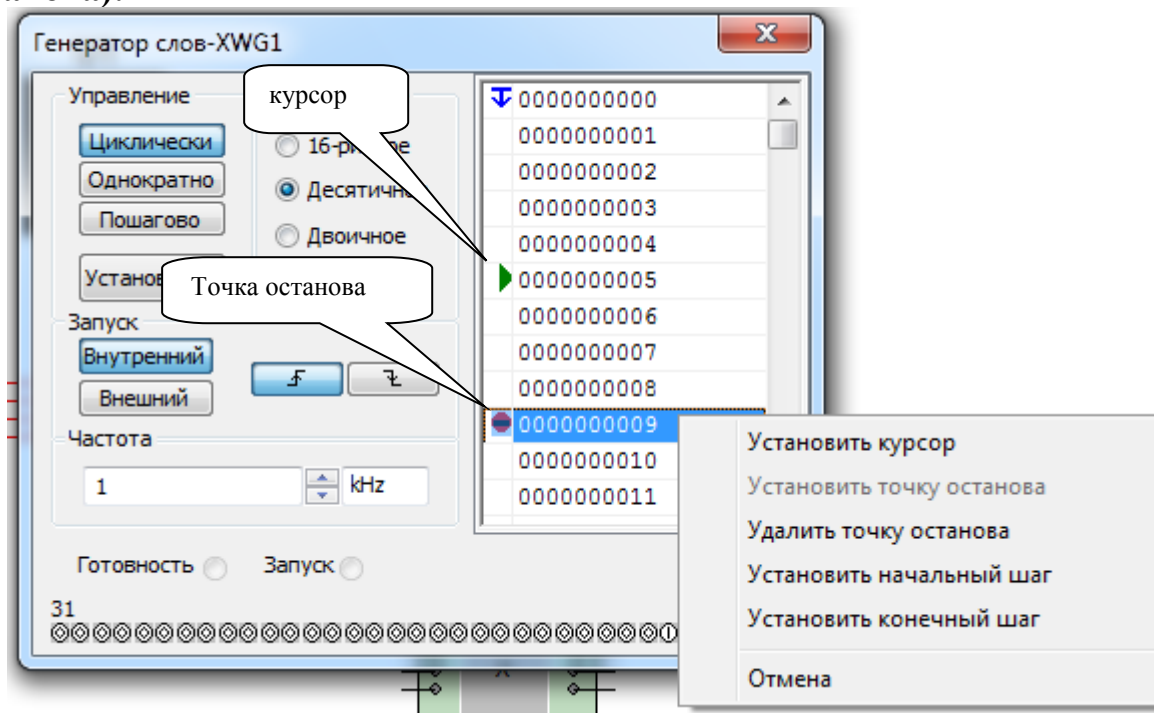 Генератор слов-XWG1
Управление
курсор
Циклически
Однократно
Пошагово
Десятично
Двоичное
Точка останова
Запуск
Внутренний
Внешний
Частота
1 kHz
Готовность Запуск
31
0000000000
0000000001
0000000002
0000000003
0000000004
0000000005
0000000006
0000000007
0000000008
0000000009
0000000010
0000000011
Установить курсор
Установить точку останова
Удалить точку останова
Установить начальный шаг
Установить конечный шаг
Отмена